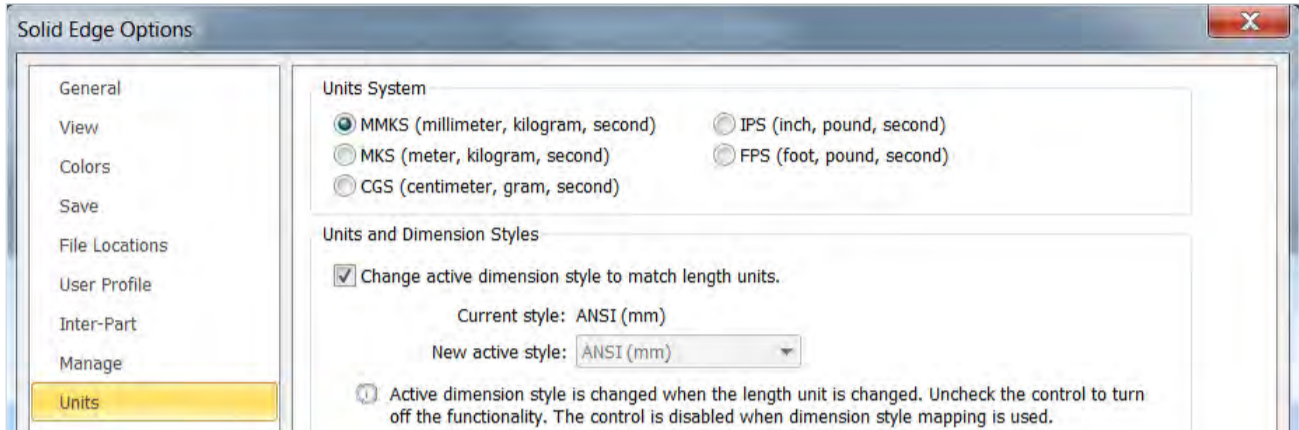 Solid Edge Options
General
View
Colors
Save
File Locations
User Profile
Inter-Part
Manage
Units
Units System
MMKS (millimeter, kilogram, second)
IPS (inch, pound, second)
MKS (meter, kilogram, second)
FPS (foot, pound, second)
CGS (centimeter, gram, second)
Units and Dimension Styles
Change active dimension style to match length units.
Current style: ANSI (mm)
New active style: ANSI (mm)
Active dimension style is changed when the length unit is changed. Uncheck the control to turn
off the functionality. The control is disabled when dimension style mapping is used.